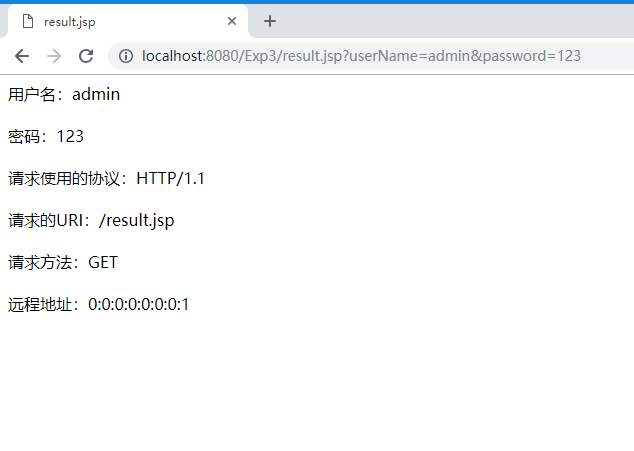 result.jsp
localhost:8080/Exp3/result.jsp?userName=admin&password=123
用户名：admin
密码：123
请求使用的协议：HTTP/1.1
请求的URI：/result.jsp
请求方法：GET
远程地址：0:0:0:0:0:0:0:1